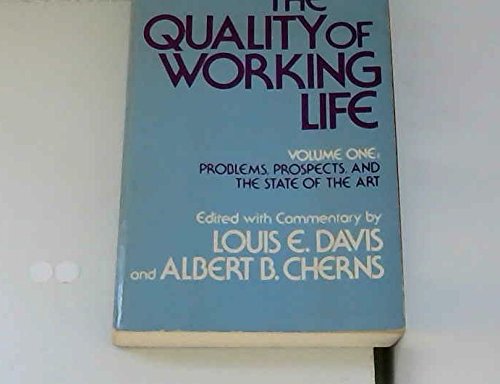 THE
QUALITY OF
WORKING
LIFE
VOLUME ONE:
PROBLEMS, PROSPECTS, AND
THE STATE OF THE ART
Edited with Commentary by
LOUIS E. DAVIS
and ALBERT B. CHERNS